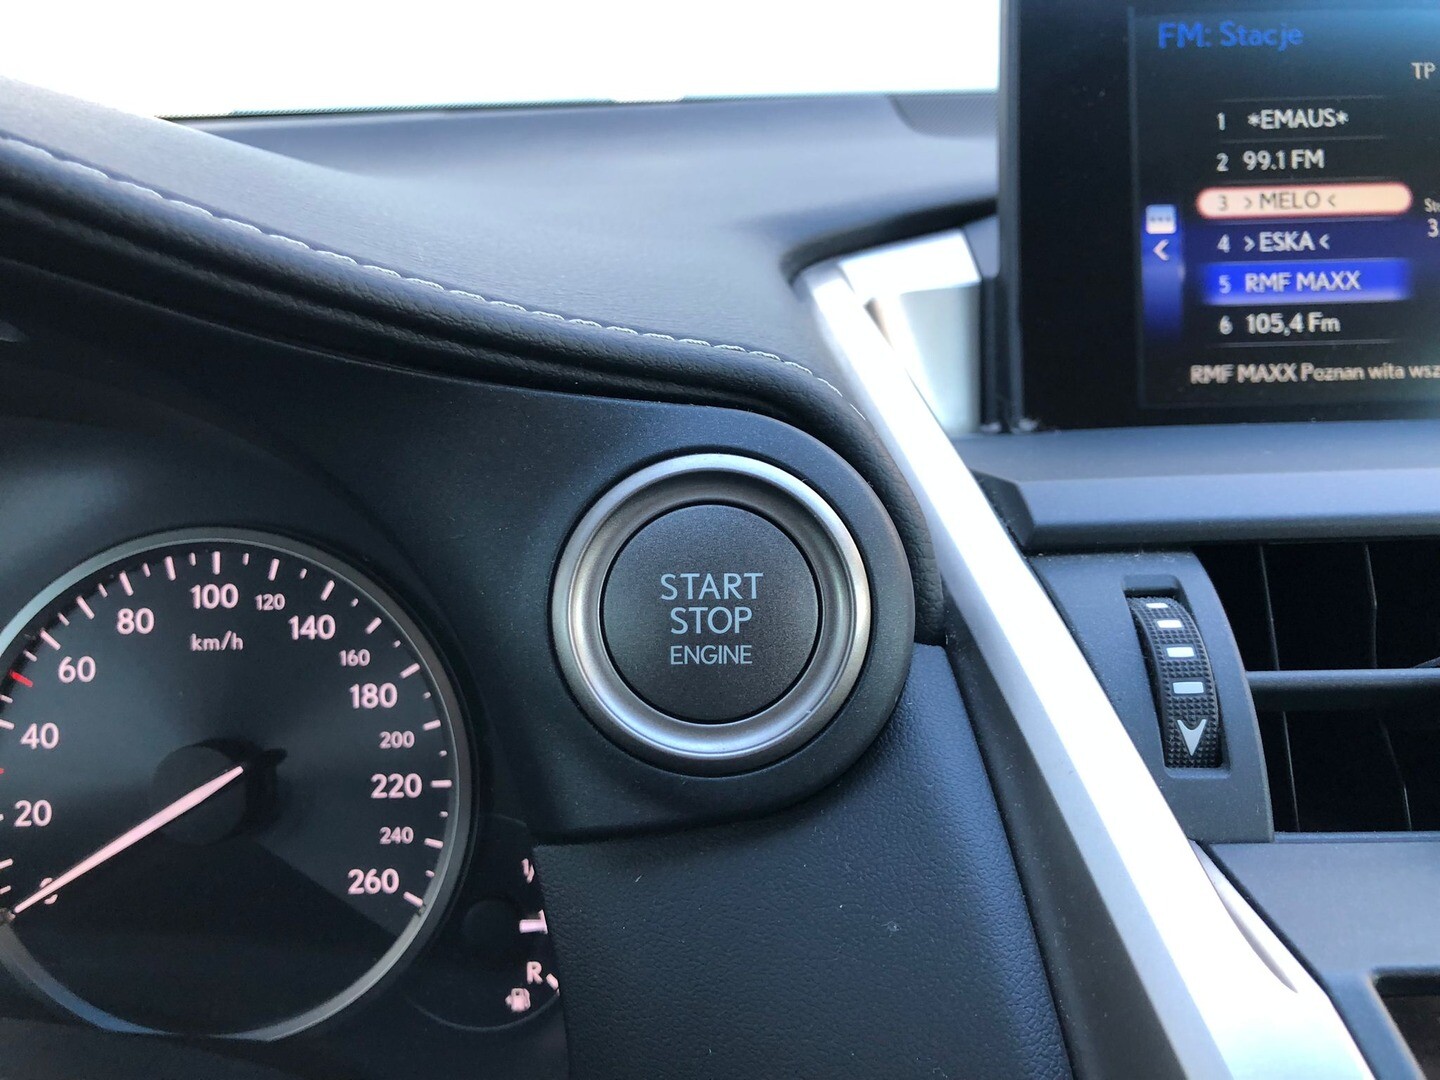 FM: Stacje
TP
1 *EMAUS*
2 99.1 FM
3 >MELO<
4 >ESKA<
5 RMF MAXX
6 105,4 Fm
3
RMF MAXX Poznan wita wsz
START
STOP
ENGINE
20
40
60
80
100
120
140
160
180
200
220
240
260
km/h
R